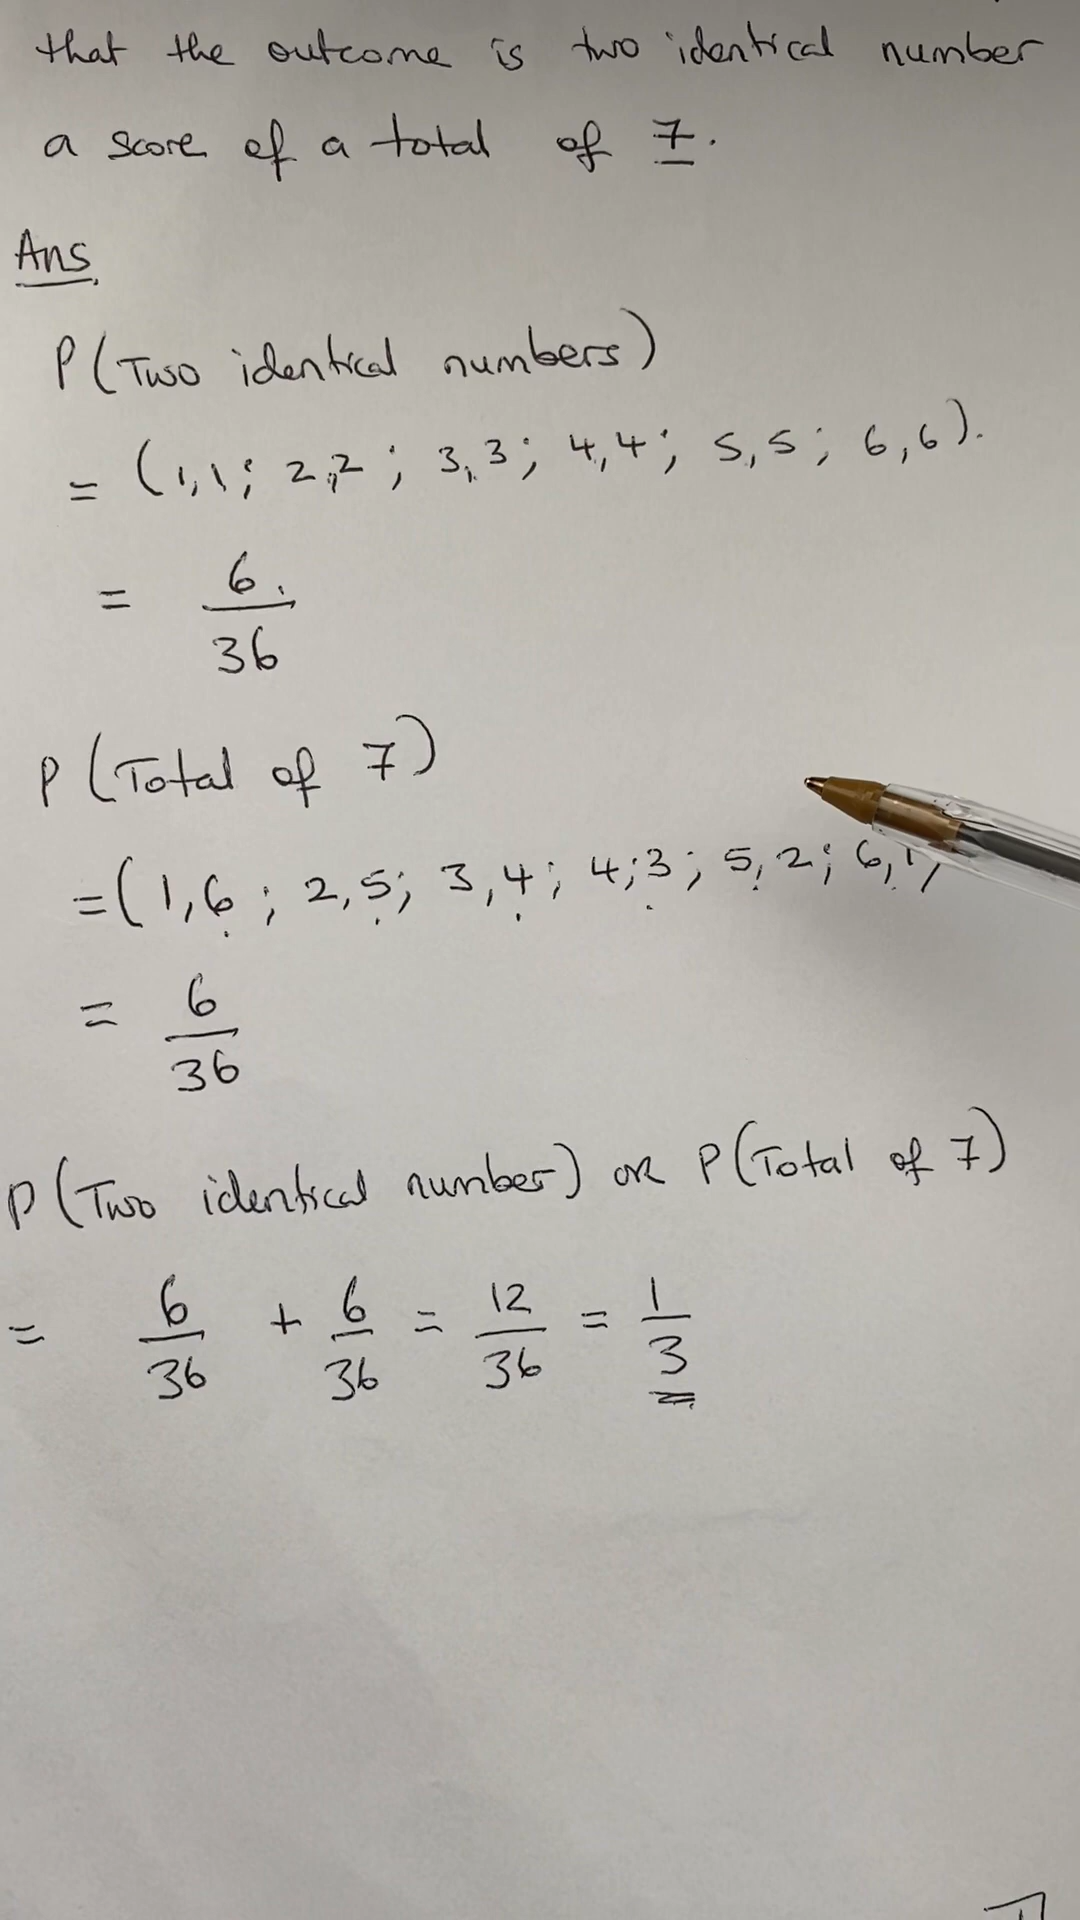 that the outcome is two identical number
a score of a total of 7.
Ans.
P(Two identical numbers)
= (1,1; 2,2; 3,3; 4,4; 5,5; 6,6).
= 6/36
P(Total of 7)
=(1,6; 2,5; 3,4; 4;3; 5,2; 6,1,
= 6/36
P(Two identical number) or P(Total of 7)
= 6/36 + 6/36 = 12/36 = 1/3